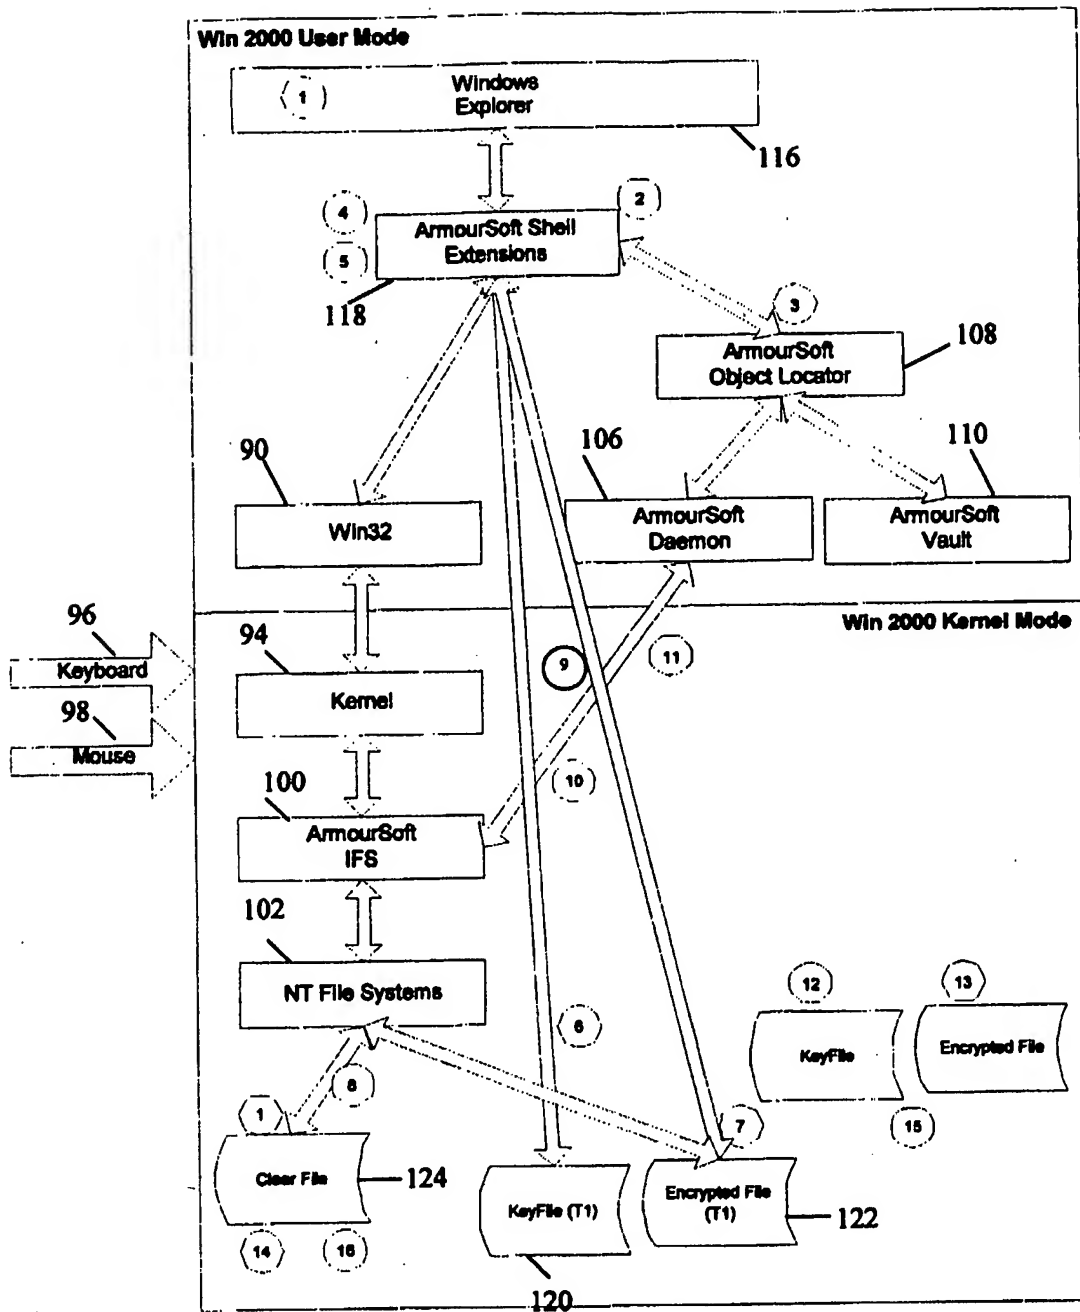 Win 2000 User Mode
1
Windows
Explorer
116
4
2
ArmourSoft Shell
Extensions
5
118
3
ArmourSoft
Object Locator
108
90
106
110
Win32
ArmourSoft
Daemon
ArmourSoft
Vault
96
Keyboard
94
Win 2000 Kernel Mode
9
11
Kernel
98
Mouse
10
100
ArmourSoft
IFS
102
NT File Systems
12
13
6
KeyFile
Encrypted File
8
1
7
15
Clear File
124
KeyFile (T1)
Encrypted File
(T1)
122
14
16
120